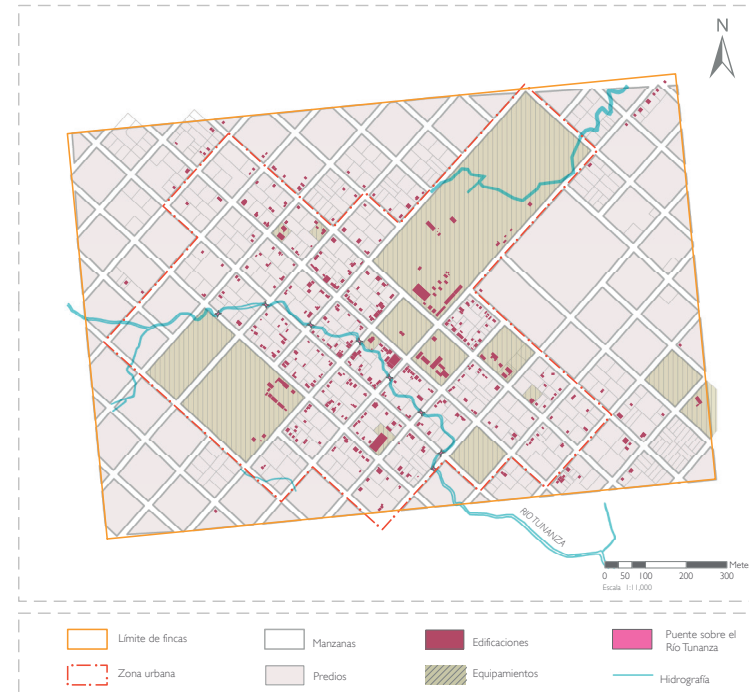 N
RIO TUNANZA
Mete
0 50 100 200 300
Escala 1:11,000
Límite de fincas
Manzanas
Edificaciones
Puente sobre el
Río Tunanza
Zona urbana
Predios
Equipamientos
Hidrografía